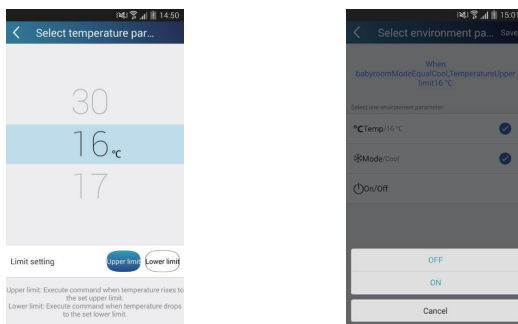 14:50
Select temperature par...
30
16 ℃
17
Limit setting
Upper limit
Lower limit
Upper limit: Execute command when temperature rises to
the set upper limit.
Lower limit: Execute command when temperature drops
to the set lower limit.
15:01
Select environment pa... Save
When
babyroomModeEqualCool,TemperatureUpper
limit16 ℃
Select one environment parameter
℃Temp/16 ℃
Mode/Cool
On/Off
OFF
ON
Cancel